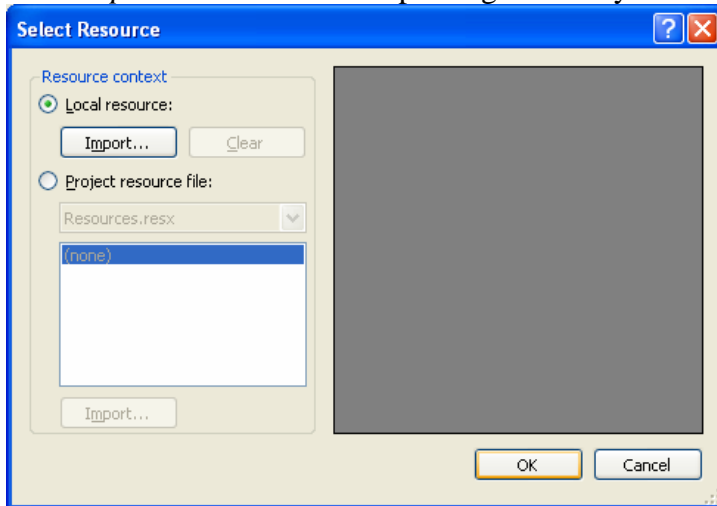 Select Resource
Resource context
Local resource:
Import...
Clear
Project resource file:
Resources.resx
(none)
Import...
OK
Cancel